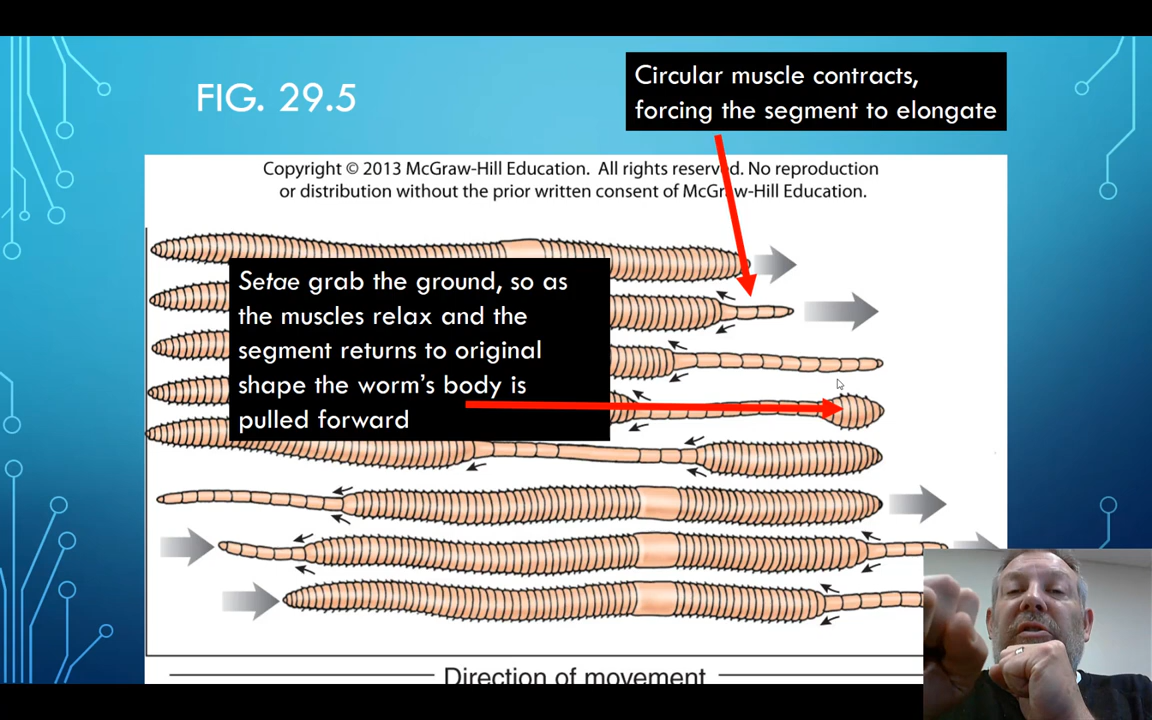 FIG. 29.5
Circular muscle contracts,
forcing the segment to elongate
Copyright © 2013 McGraw-Hill Education. All rights reserved. No reproduction
or distribution without the prior written consent of McGraw-Hill Education.
Setae grab the ground, so as
the muscles relax and the
segment returns to original
shape the worm's body is
pulled forward
Direction of movement